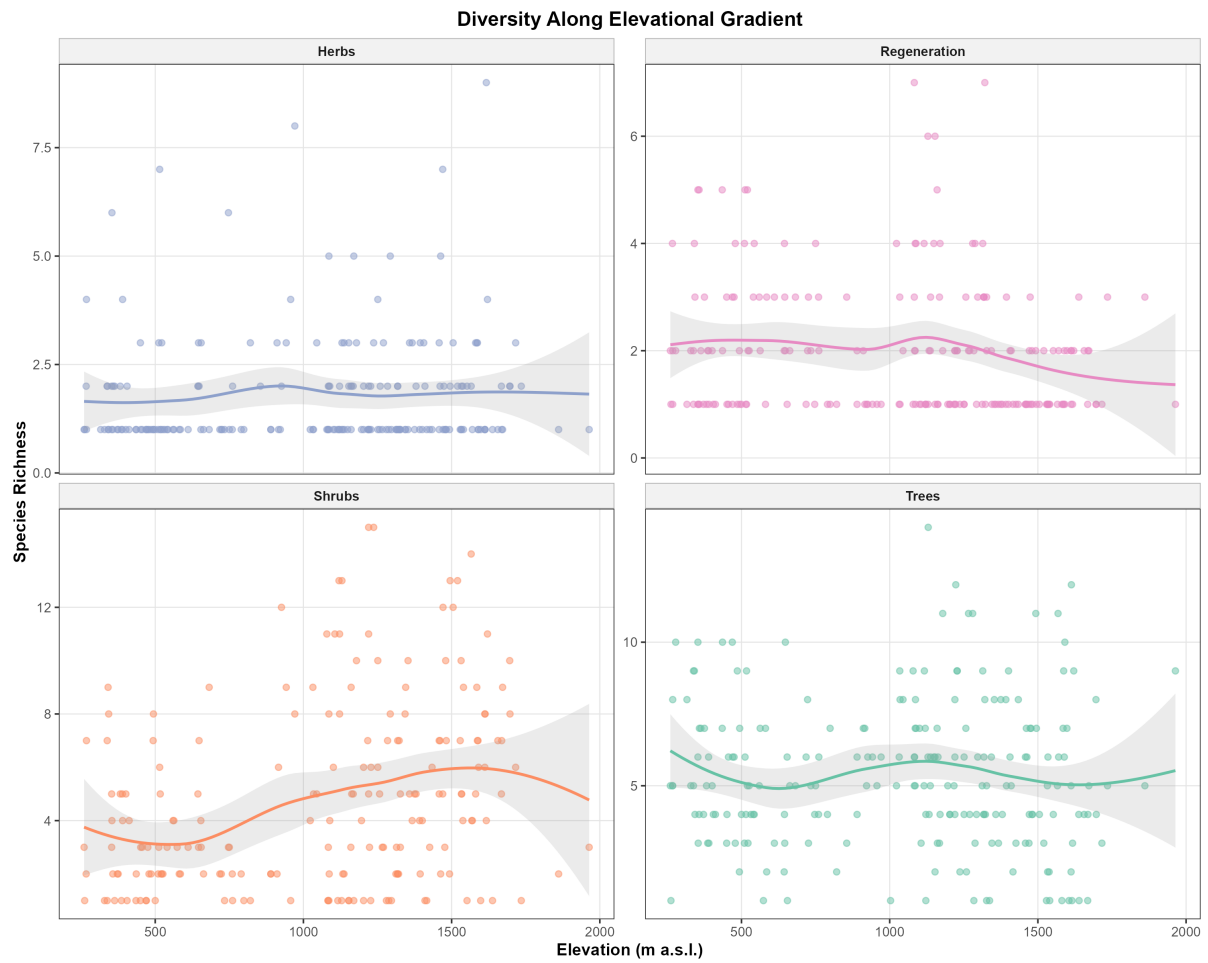 Diversity Along Elevational Gradient
Herbs
Regeneration
7.5
5.0
2.5
0.0
6
4
2
0
Species Richness
Shrubs
Trees
12
8
4
10
5
500 1000 1500 2000
500 1000 1500 2000
Elevation (m a.s.l.)